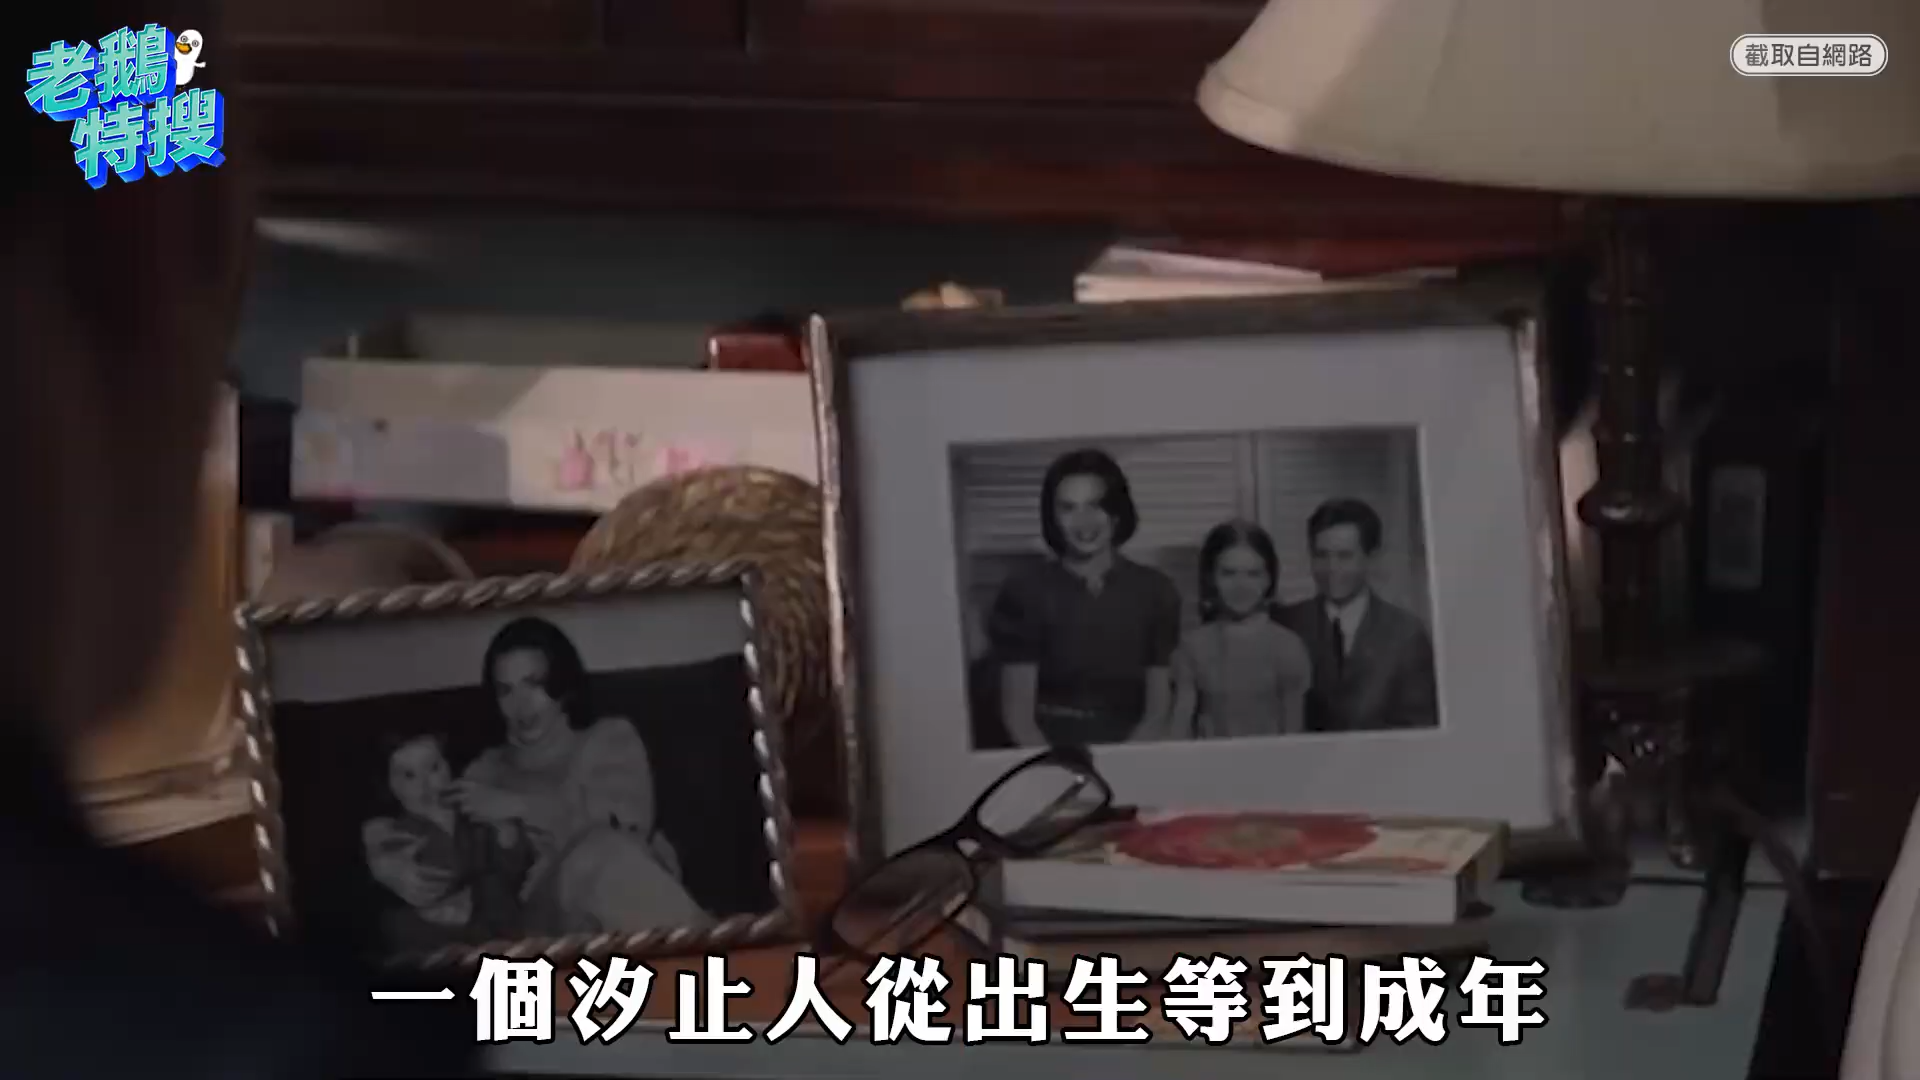 老鵝
特搜
截取自網路
一個汐止人從出生等到成年